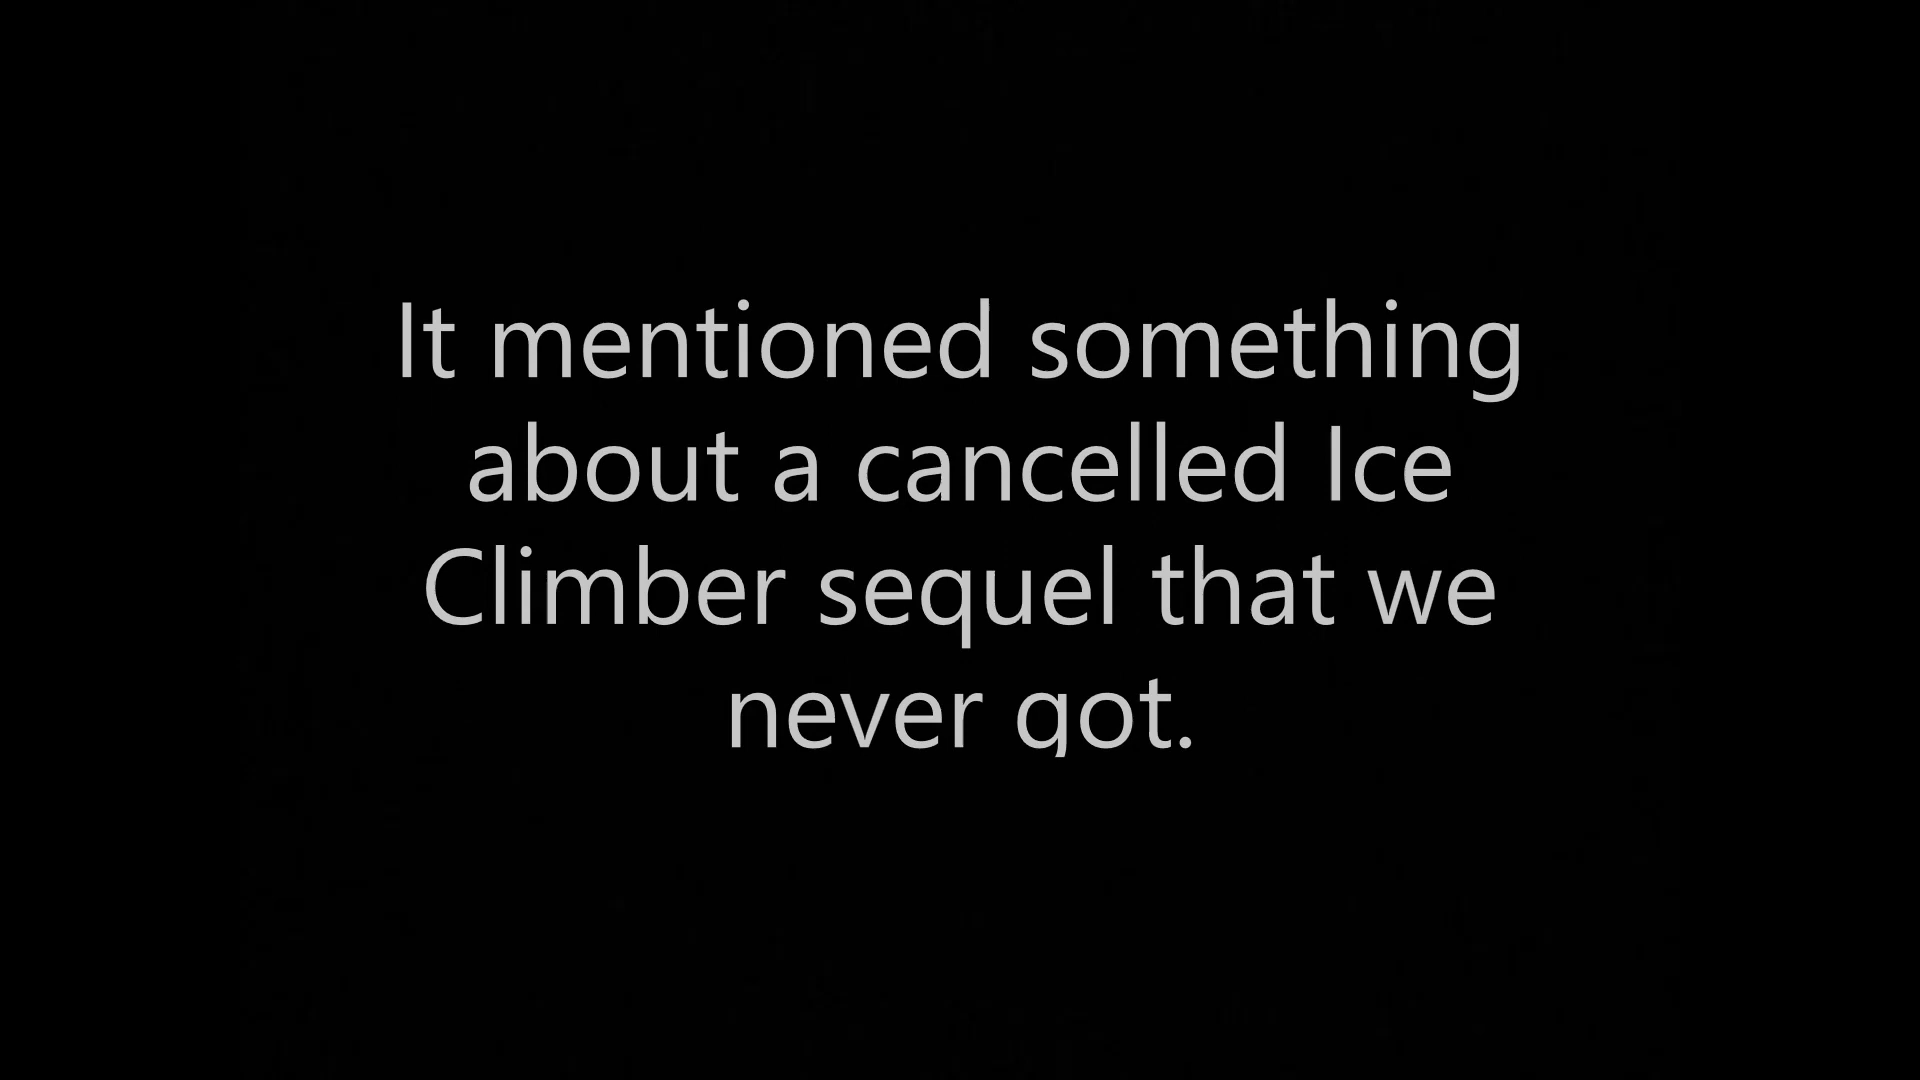 It mentioned something
about a cancelled Ice
Climber sequel that we
never got.